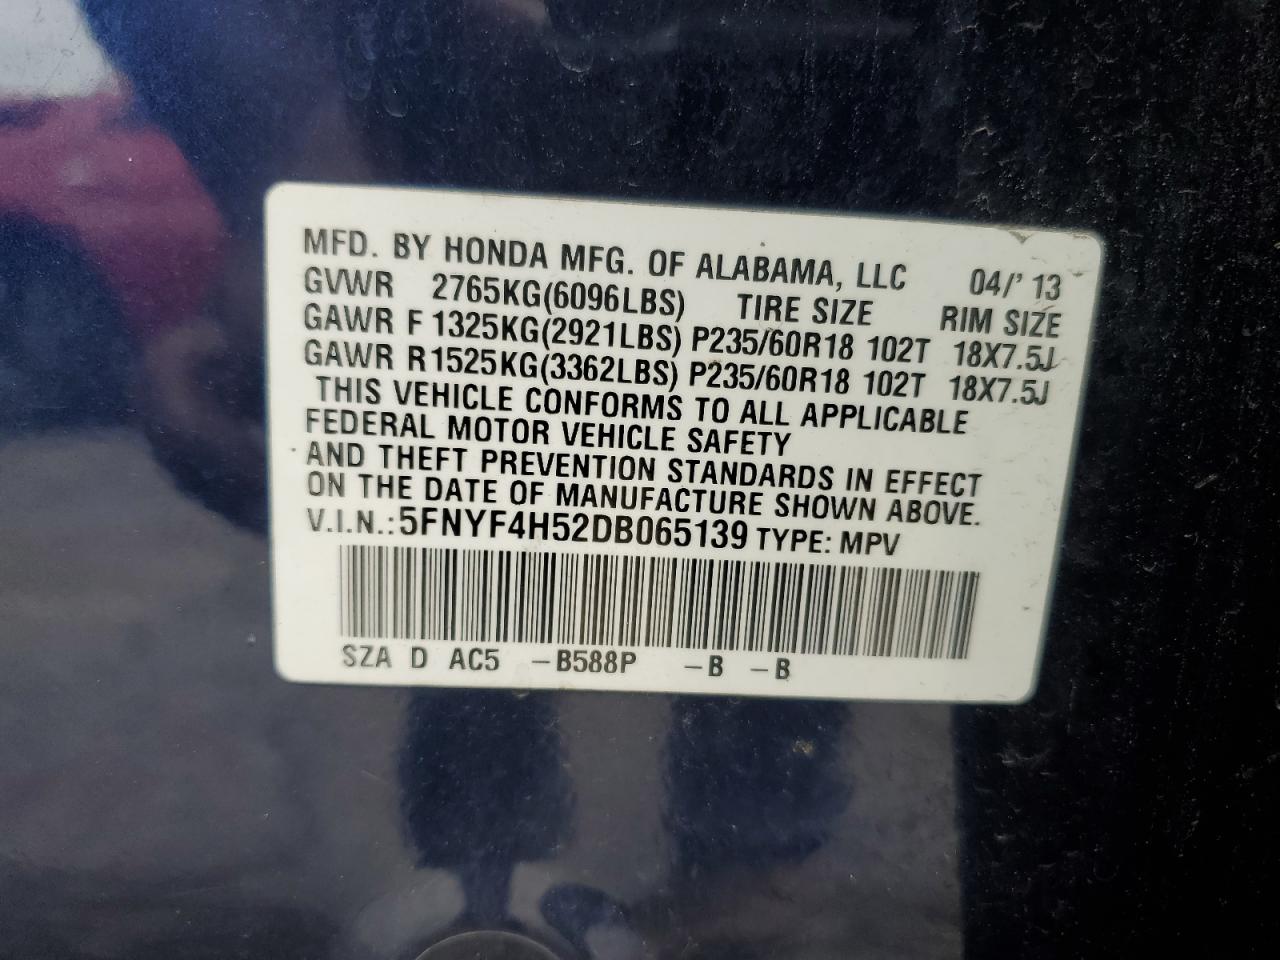 MFD. BY HONDA MFG. OF ALABAMA, LLC 04/' 13
GVWR 2765KG(6096LBS) TIRE SIZE RIM SIZE
GAWR F 1325KG(2921LBS) P235/60R18 102T 18X7.5J
GAWR R1525KG(3362LBS) P235/60R18 102T 18X7.5J
THIS VEHICLE CONFORMS TO ALL APPLICABLE
FEDERAL MOTOR VEHICLE SAFETY
AND THEFT PREVENTION STANDARDS IN EFFECT
ON THE DATE OF MANUFACTURE SHOWN ABOVE.
V.I.N.:5FNYF4H52DB065139 TYPE: MPV
SZA D AC5 –B588P –B –B